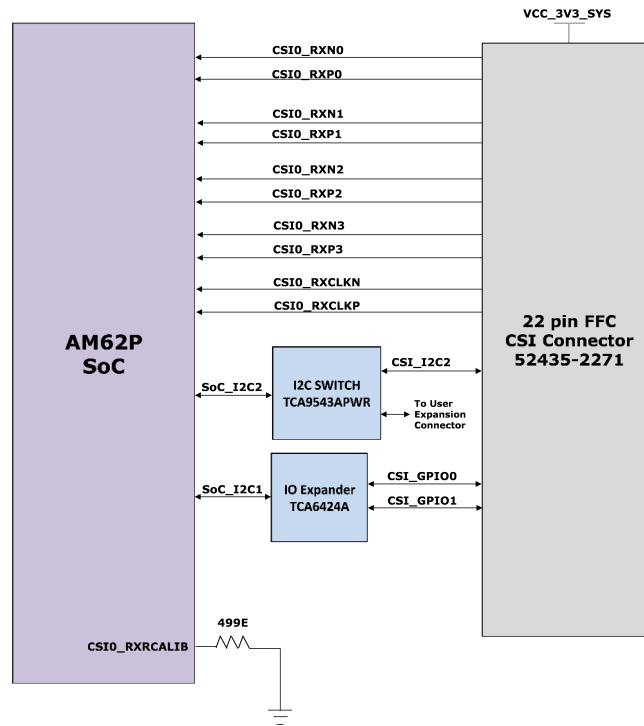 VCC_3V3_SYS
CSI0_RXN0
CSI0_RXP0
CSI0_RXN1
CSI0_RXP1
CSI0_RXN2
CSI0_RXP2
CSI0_RXN3
CSI0_RXP3
CSI0_RXCLKN
CSI0_RXCLKP
AM62P
SoC
22 pin FFC
CSI Connector
52435-2271
SoC_I2C2
I2C SWITCH
TCA9543APWR
CSI_I2C2
To User
Expansion
Connector
SoC_I2C1
IO Expander
TCA6424A
CSI_GPIO0
CSI_GPIO1
499E
CSI0_RXRCALIB